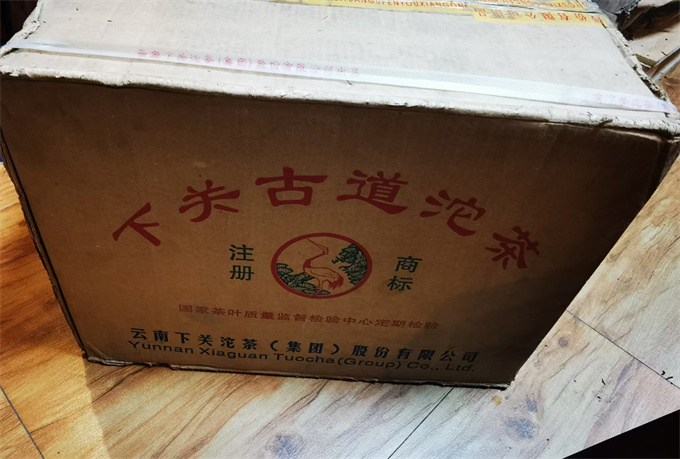 下关古道沱茶
注册
商标
国家茶叶质量监督检验中心定期检验
云南下关沱茶（集团）股份有限公司
Yunnan Xiaguan Tuocha(Group) Co., Ltd.